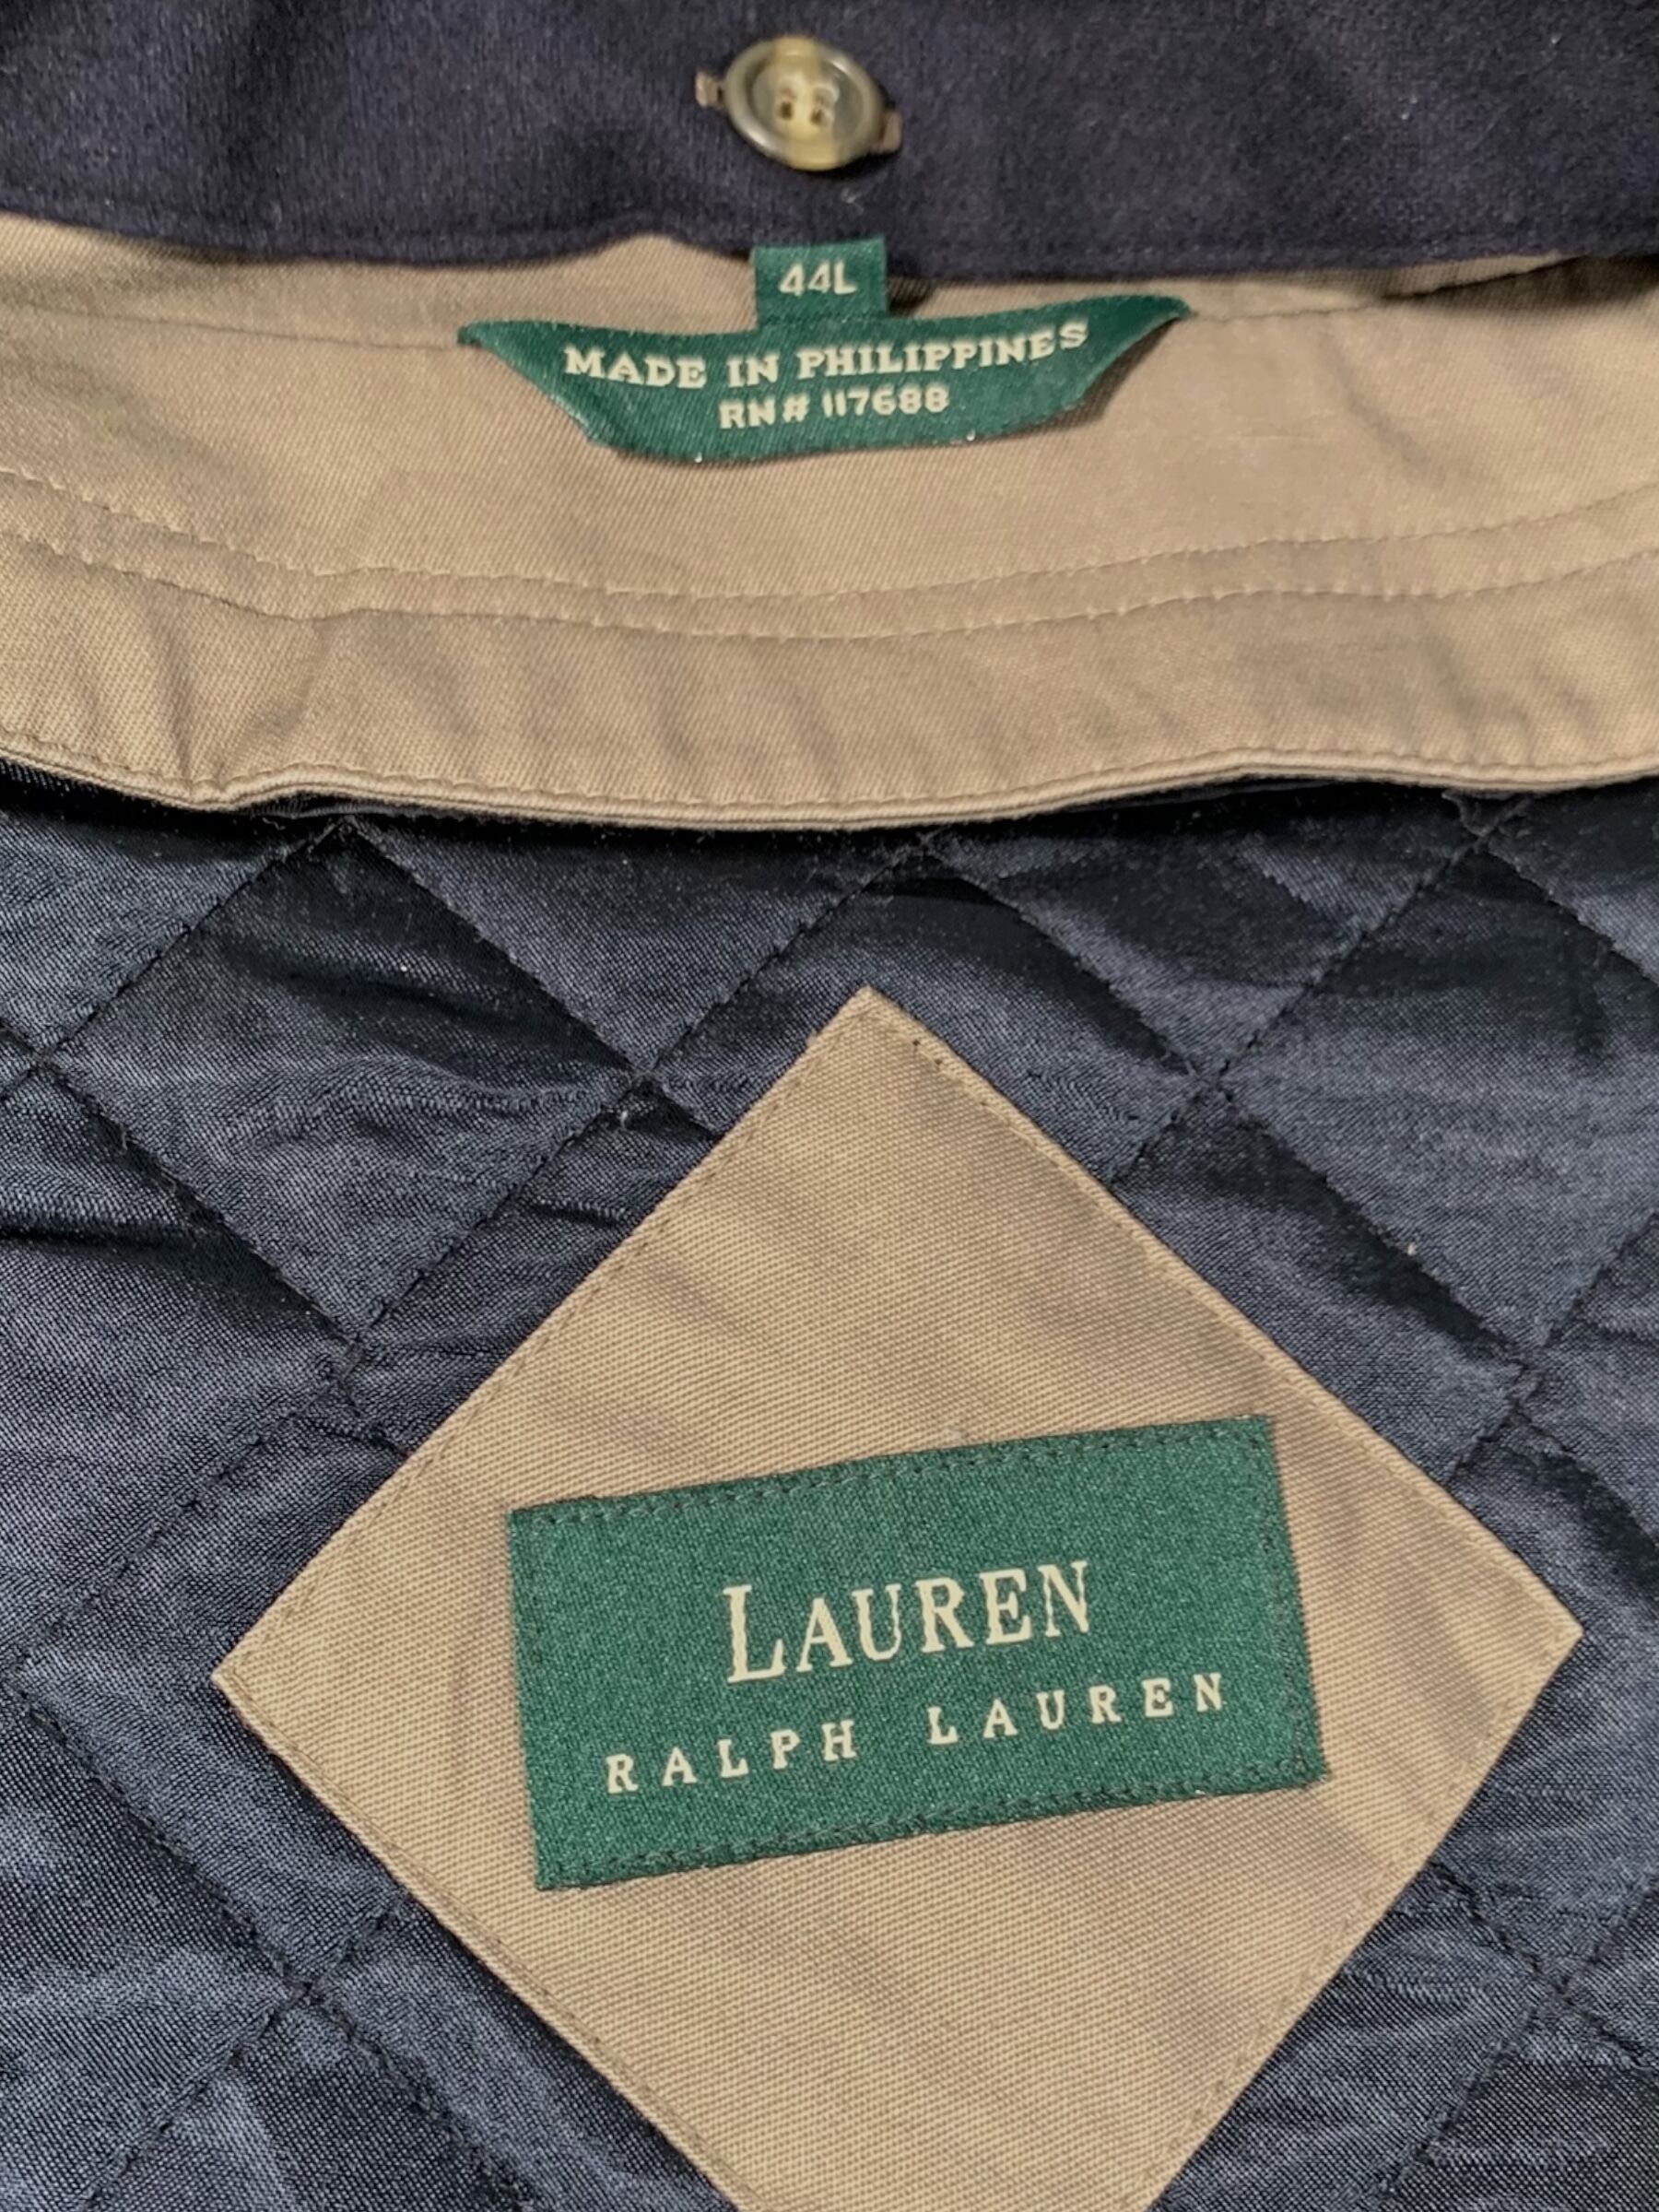 44L
MADE IN PHILIPPINES
RN# 117688
LAUREN
RALPH LAUREN